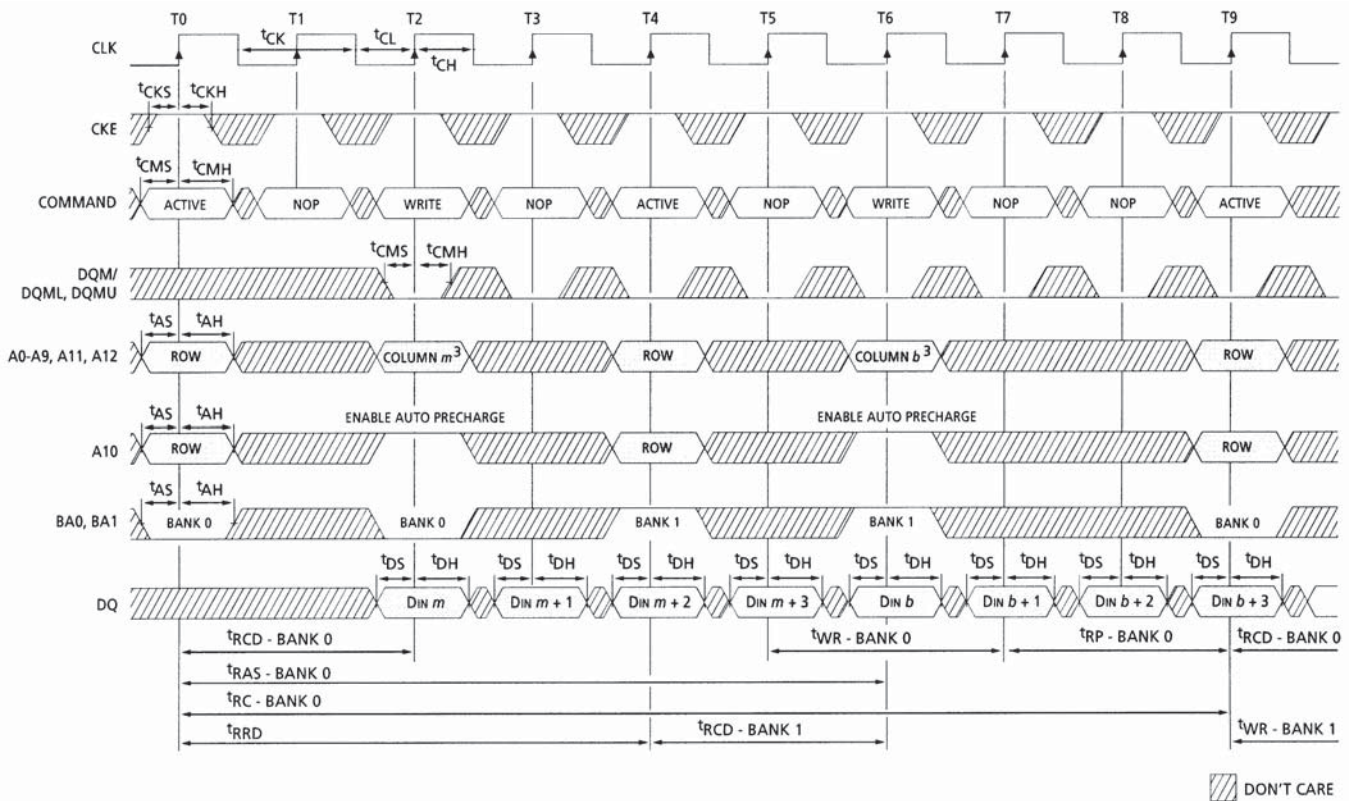 T0 T1 T2 T3 T4 T5 T6 T7 T8 T9
CLK tCK tCL tCH
tCKS tCKH
CKE
tCMS tCMH
COMMAND ACTIVE NOP WRITE NOP ACTIVE NOP WRITE NOP NOP ACTIVE
tCMS tCMH
DQM/
DQML, DQMU
tAS tAH
A0-A9, A11, A12 ROW COLUMN m3 ROW COLUMN b3 ROW
tAS tAH ENABLE AUTO PRECHARGE ENABLE AUTO PRECHARGE
A10 ROW ROW ROW
tAS tAH
BA0, BA1 BANK 0 BANK 0 BANK 1 BANK 1 BANK 0
tDS tDH tDS tDH tDS tDH tDS tDH tDS tDH tDS tDH tDS tDH tDS tDH
DQ DIN m DIN m + 1 DIN m + 2 DIN m + 3 DIN b DIN b + 1 DIN b + 2 DIN b + 3
tRCD - BANK 0 tWR - BANK 0 tRP - BANK 0 tRCD - BANK 0
tRAS - BANK 0
tRC - BANK 0
tRRD tRCD - BANK 1 tWR - BANK 1
DON'T CARE